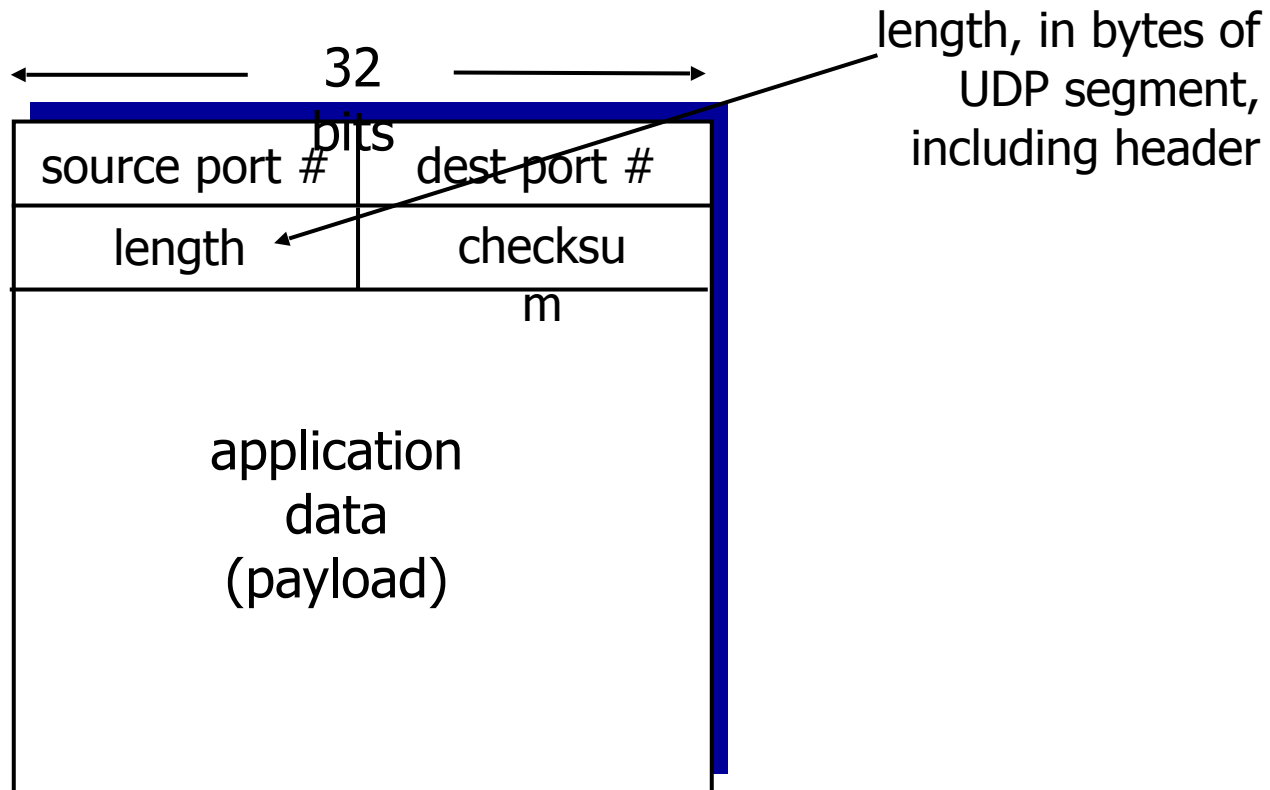 32
bits
length, in bytes of
UDP segment,
including header
source port #
dest port #
length
checksu
m
application
data
(payload)